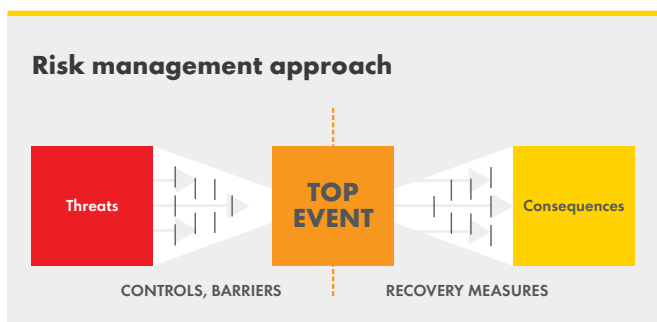 Risk management approach
Threats
TOP
EVENT
Consequences
CONTROLS, BARRIERS
RECOVERY MEASURES